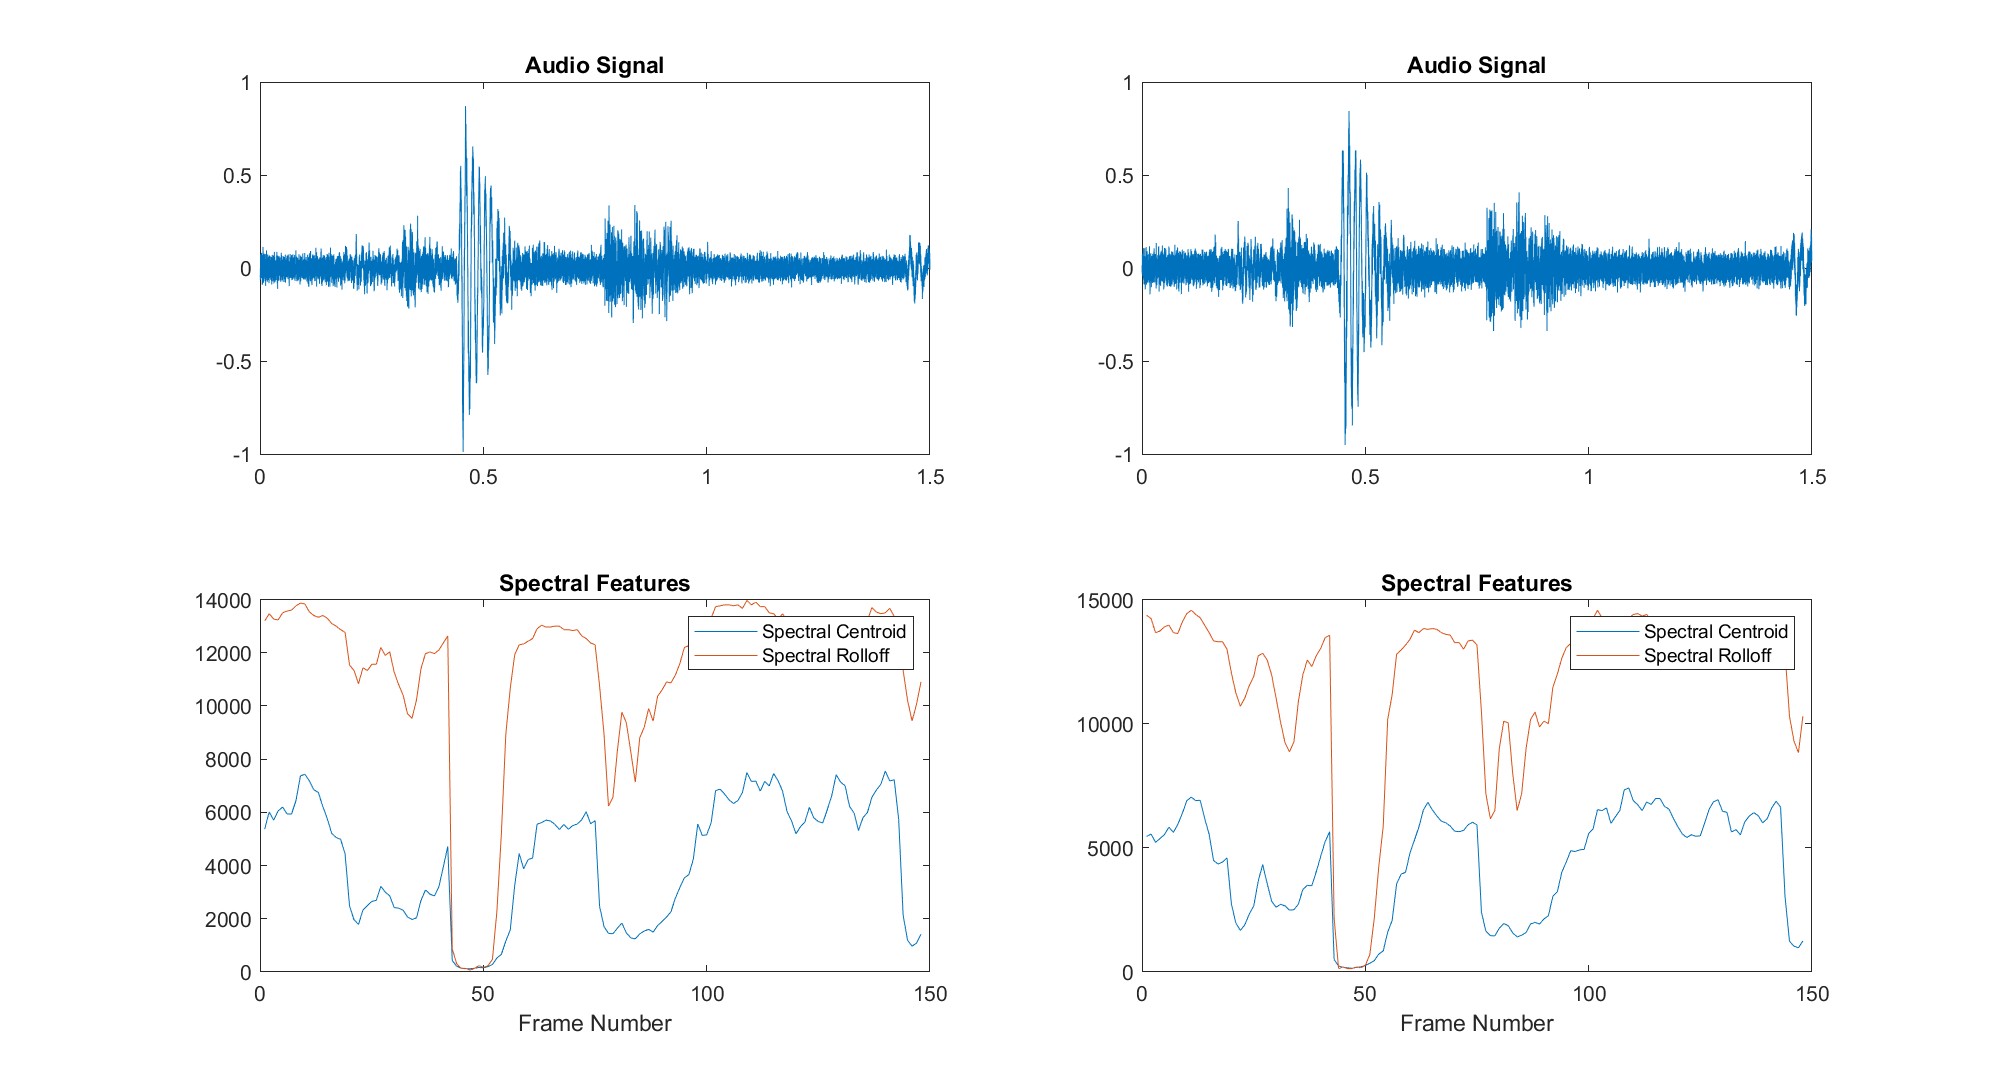 Audio Signal
1
0.5
0
-0.5
-1
0 0.5 1 1.5
Audio Signal
1
0.5
0
-0.5
-1
0 0.5 1 1.5
Spectral Features
14000
12000
10000
8000
6000
4000
2000
0
0 50 100 150
Frame Number
Spectral Centroid
Spectral Rolloff
Spectral Features
15000
10000
5000
0
0 50 100 150
Frame Number
Spectral Centroid
Spectral Rolloff